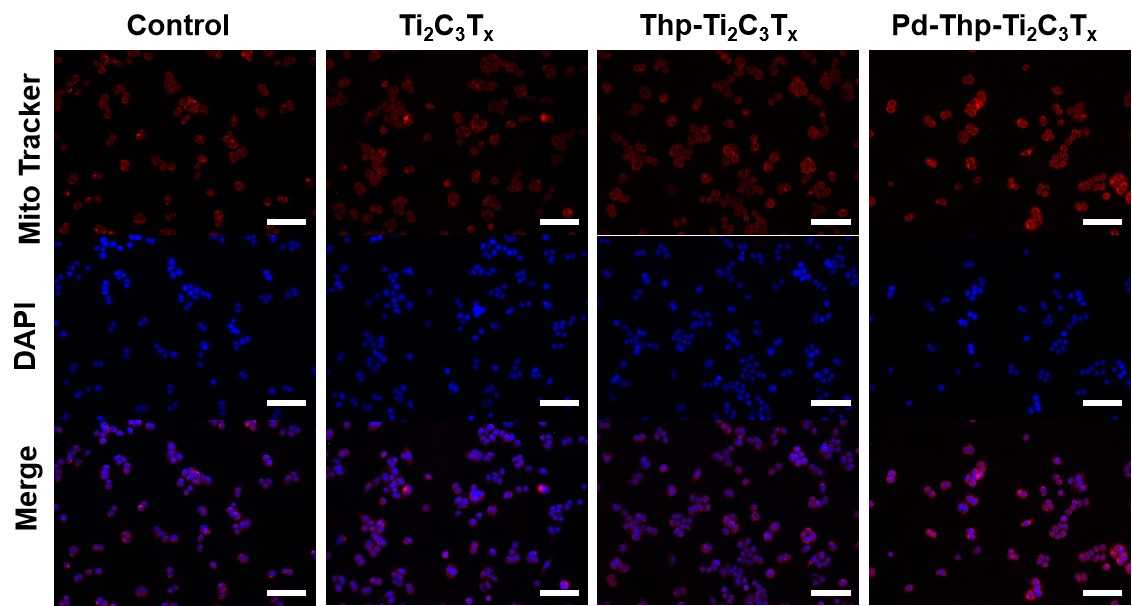 Control
Ti₂C₃Tₓ
Thp-Ti₂C₃Tₓ
Pd-Thp-Ti₂C₃Tₓ
Mito Tracker
DAPI
Merge